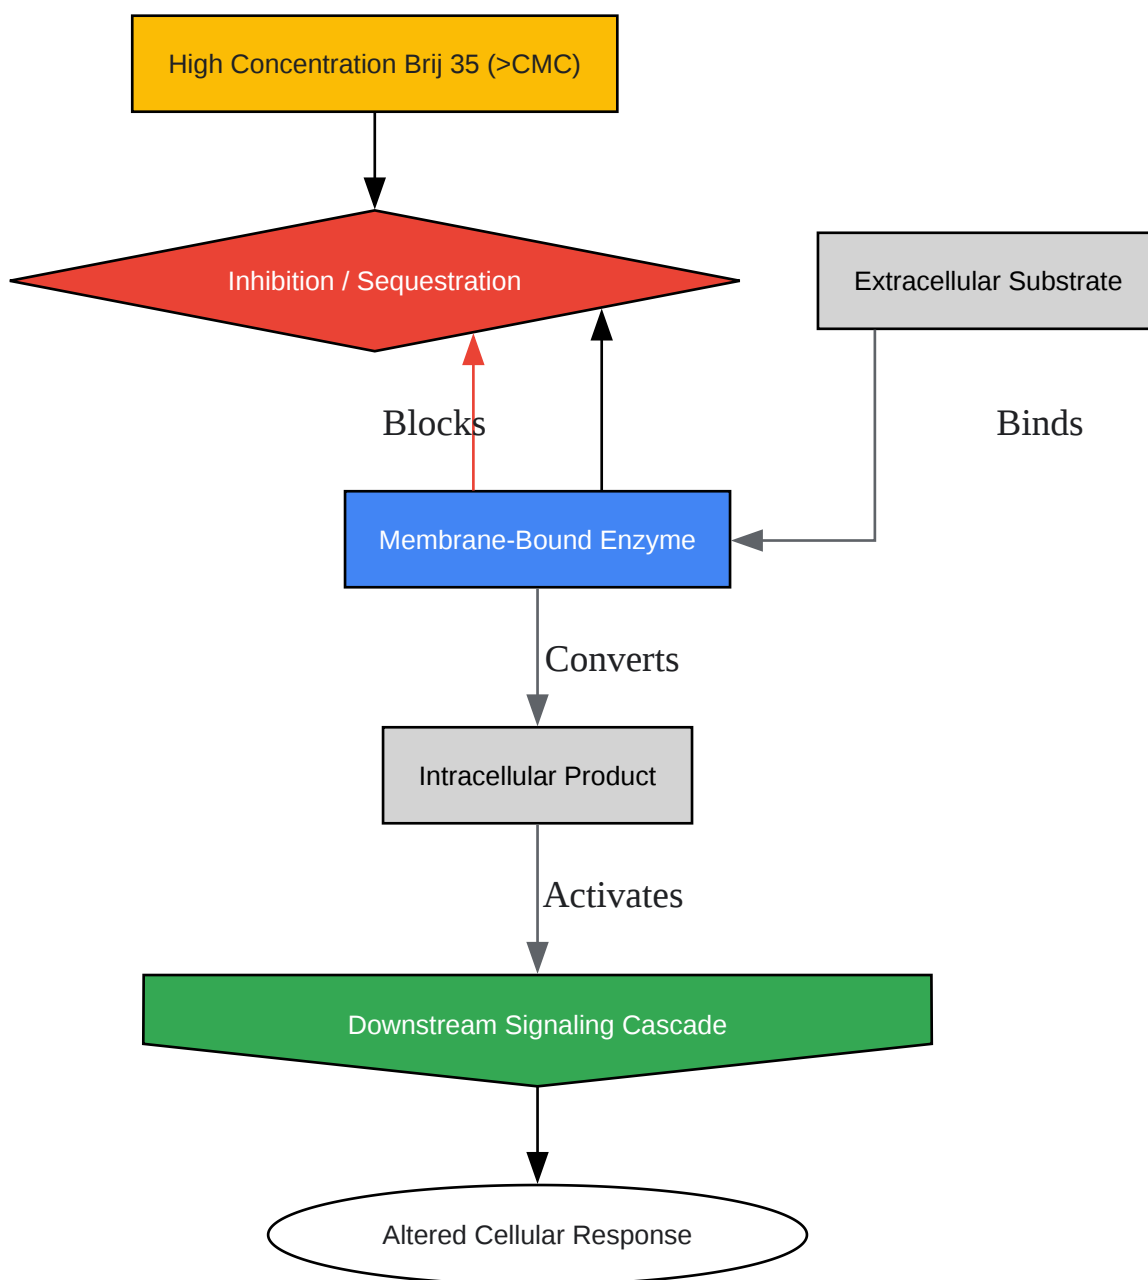 High Concentration Brij 35 (>CMC)
Inhibition / Sequestration
Extracellular Substrate
Blocks
Binds
Membrane-Bound Enzyme
Converts
Intracellular Product
Activates
Downstream Signaling Cascade
Altered Cellular Response